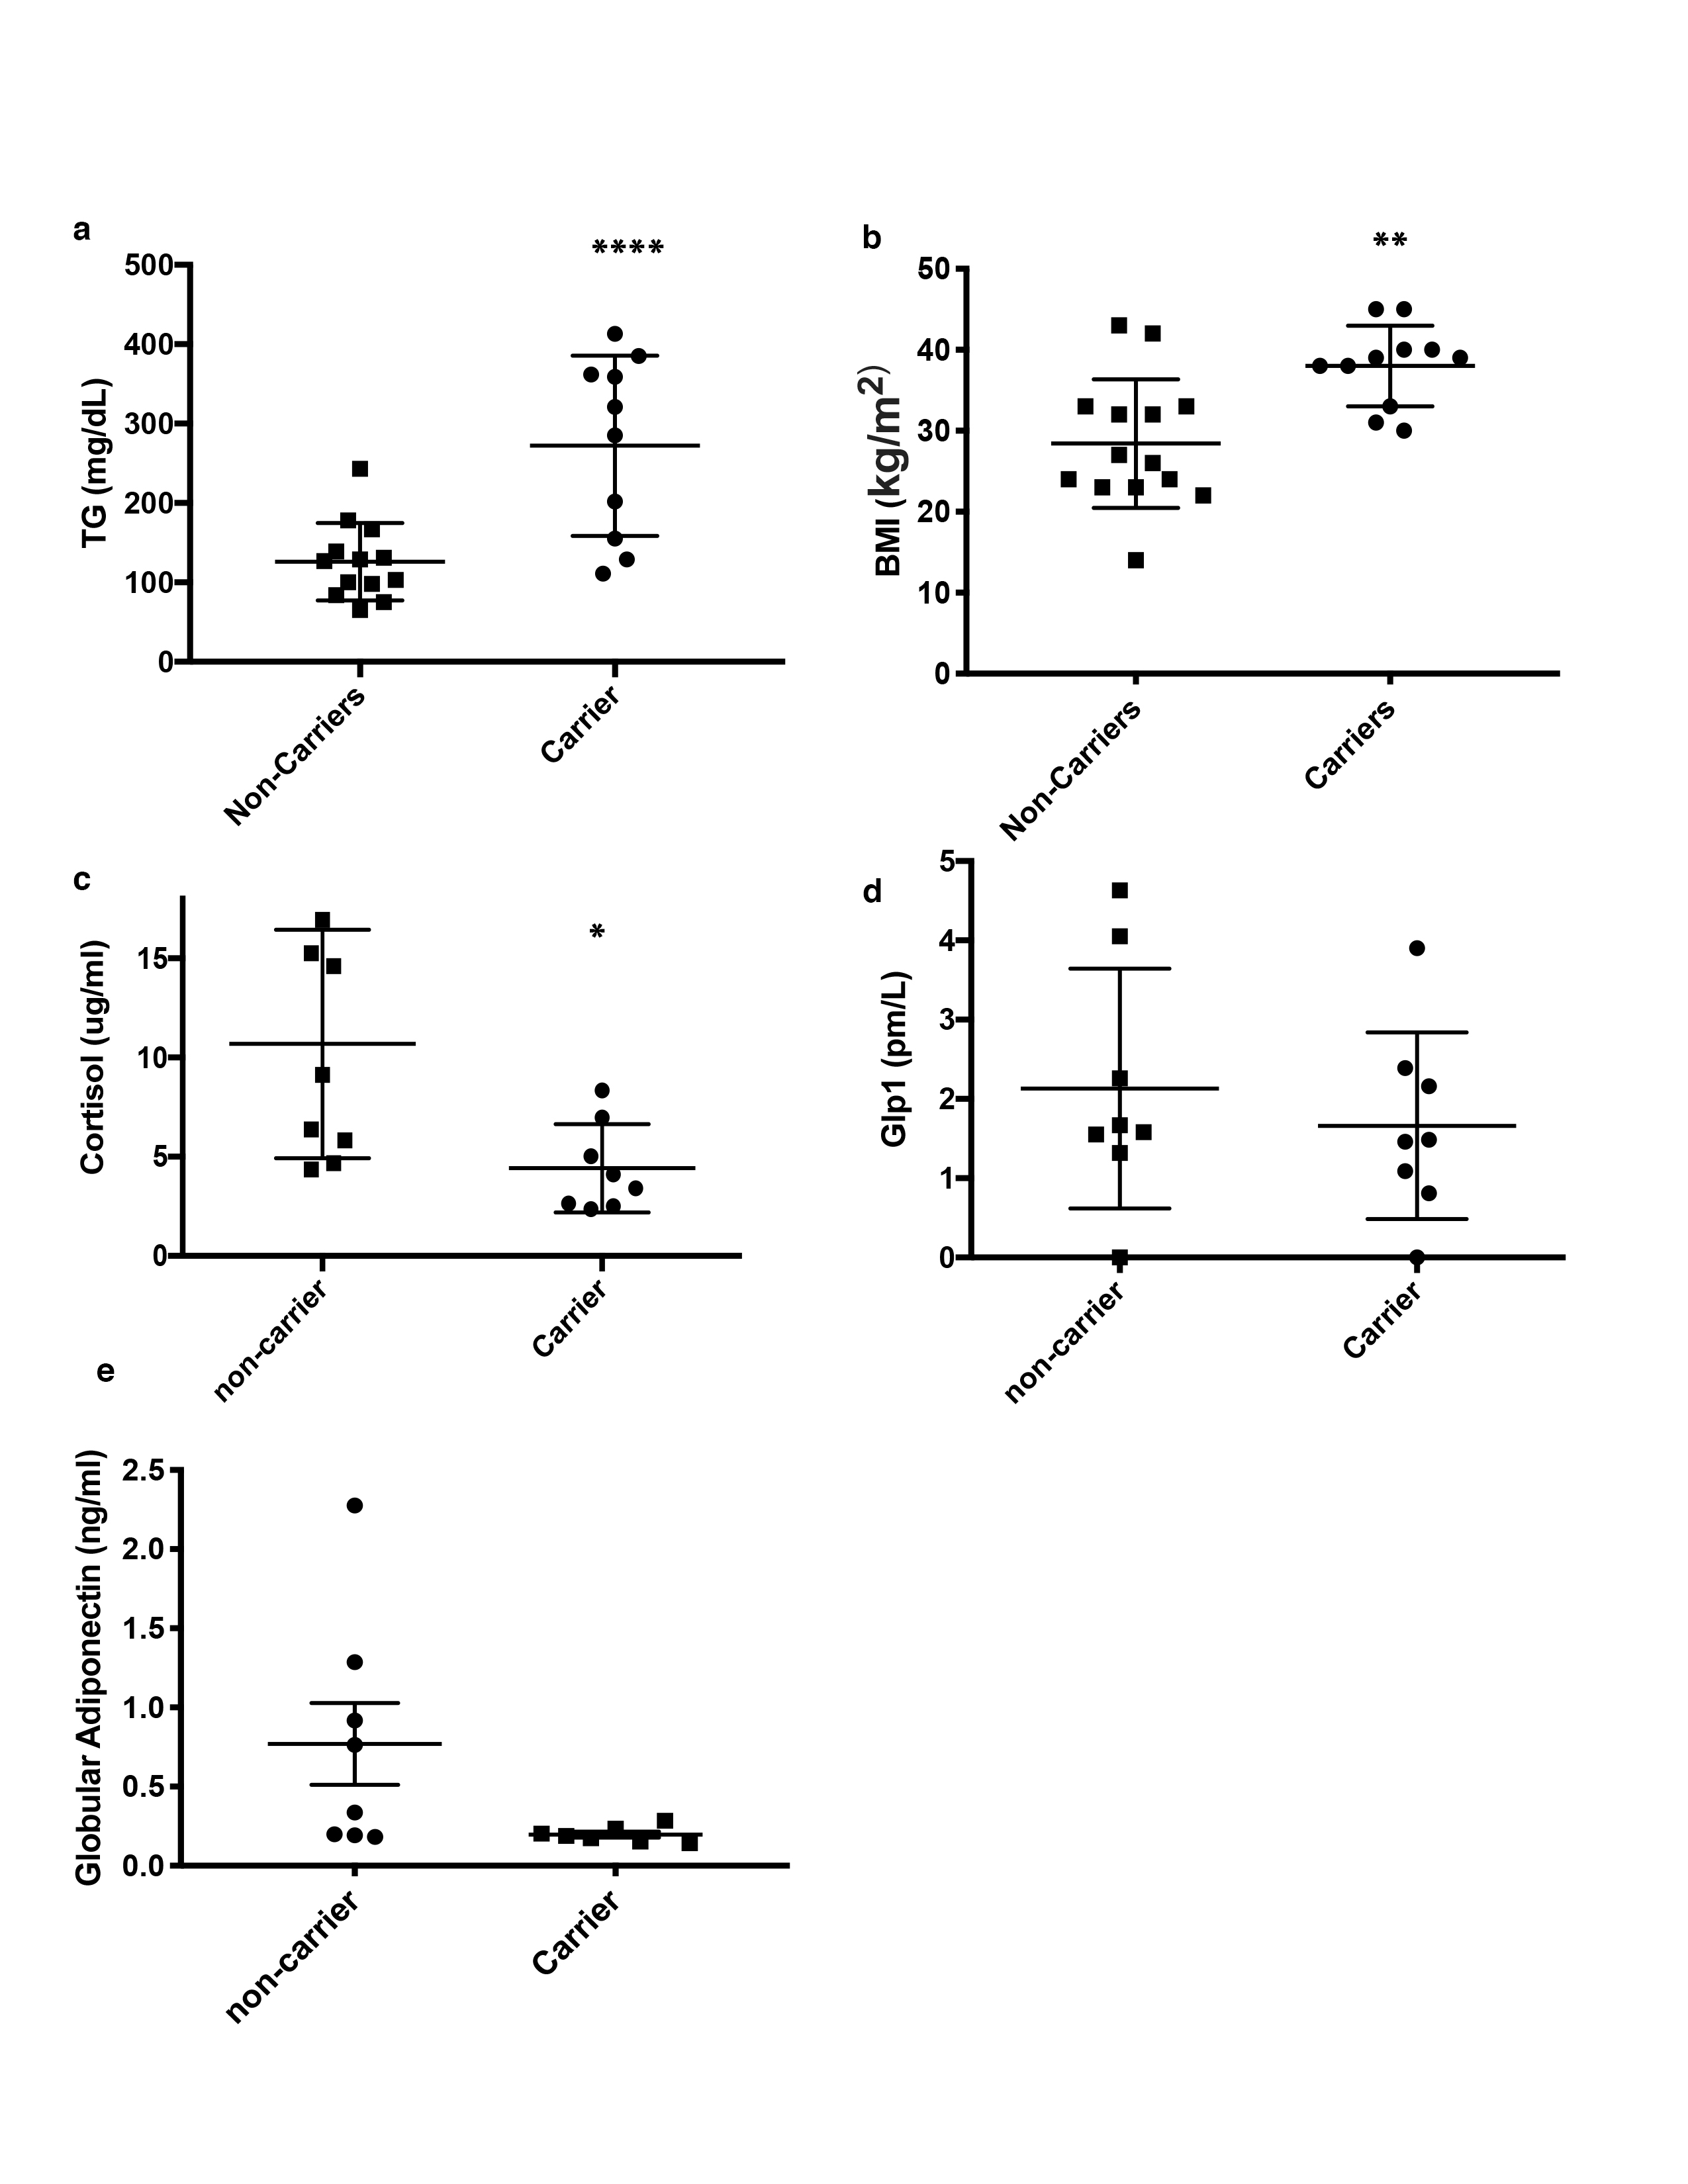 a
****
TG (mg/dL)
500
400
300
200
100
0
Non-Carriers
Carrier
b
**
BMI (kg/m²)
50
40
30
20
10
0
Non-Carriers
Carriers
c
*
Cortisol (ug/ml)
15
10
5
0
non-carrier
Carrier
d
Glp1 (pm/L)
5
4
3
2
1
0
non-carrier
Carrier
e
Globular Adiponectin (ng/ml)
2.5
2.0
1.5
1.0
0.5
0.0
non-carrier
Carrier